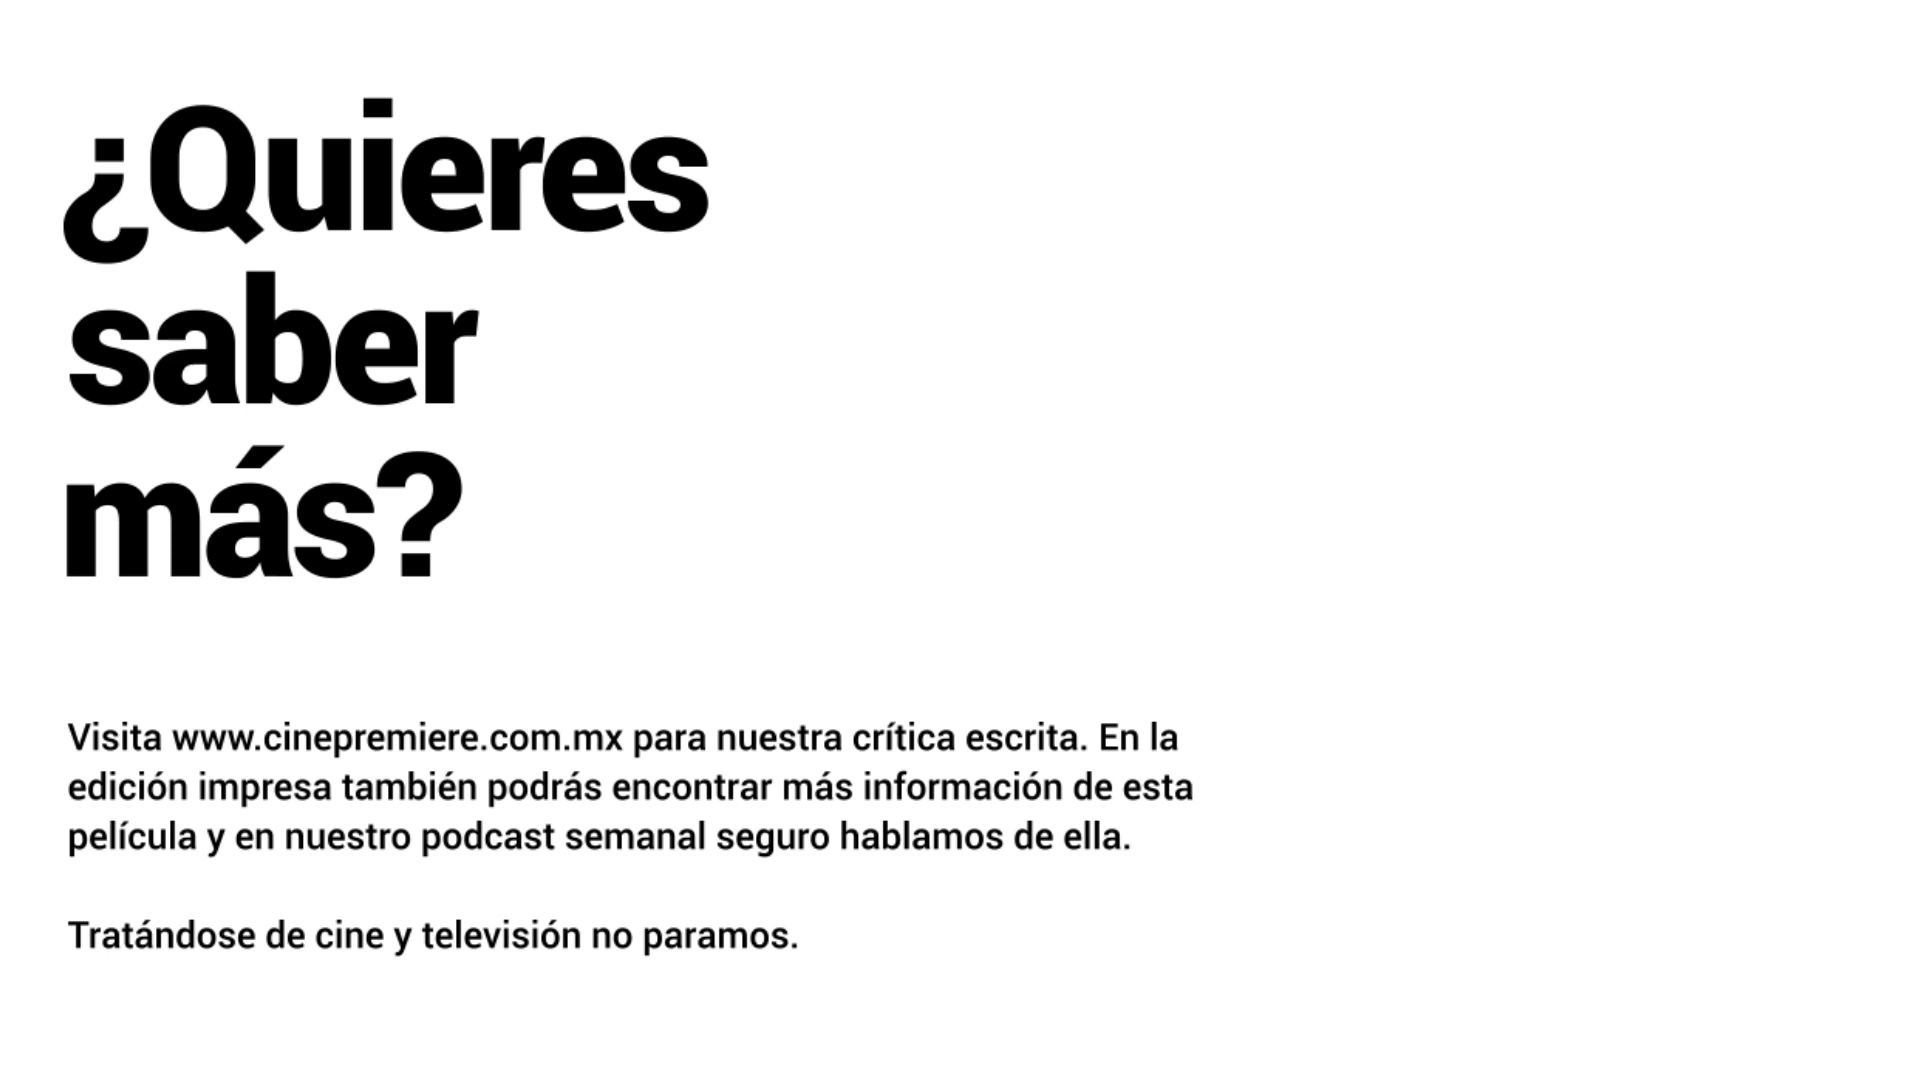 ¿Quieres
saber
más?
Visita www.cinepremiere.com.mx para nuestra crítica escrita. En la
edición impresa también podrás encontrar más información de esta
película y en nuestro podcast semanal seguro hablamos de ella.
Tratándose de cine y televisión no paramos.